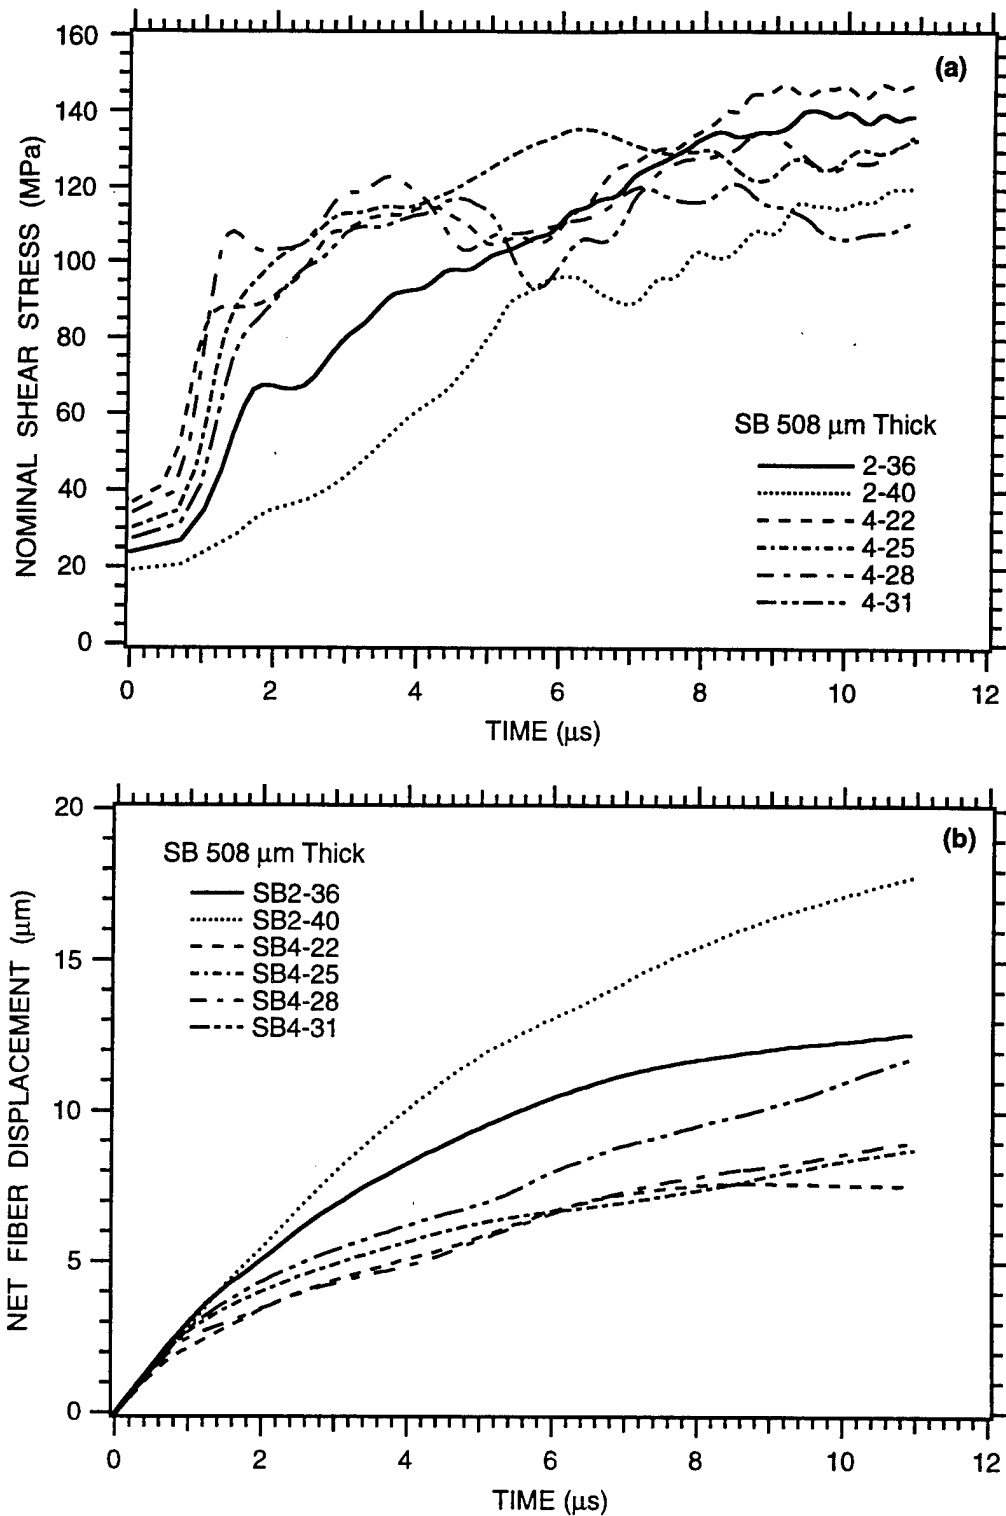 (a)
160
140
120
100
80
60
40
20
0
NOMINAL SHEAR STRESS (MPa)
SB 508 μm Thick
2-36
2-40
4-22
4-25
4-28
4-31
0 2 4 6 8 10 12
TIME (μs)
(b)
20
15
10
5
0
NET FIBER DISPLACEMENT (μm)
SB 508 μm Thick
SB2-36
SB2-40
SB4-22
SB4-25
SB4-28
SB4-31
0 2 4 6 8 10 12
TIME (μs)